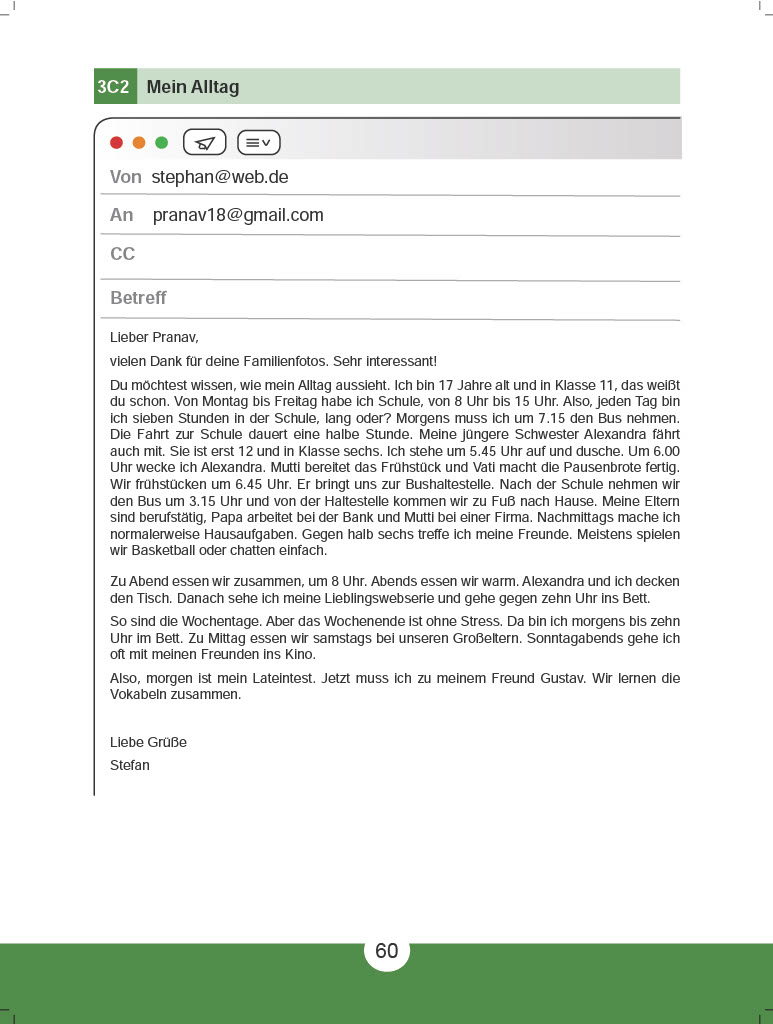 3C2 Mein Alltag
Von stephan@web.de
An pranav18@gmail.com
CC
Betreff
Lieber Pranav,
vielen Dank für deine Familienfotos. Sehr interessant!
Du möchtest wissen, wie mein Alltag aussieht. Ich bin 17 Jahre alt und in Klasse 11, das weißt
du schon. Von Montag bis Freitag habe ich Schule, von 8 Uhr bis 15 Uhr. Also, jeden Tag bin
ich sieben Stunden in der Schule, lang oder? Morgens muss ich um 7.15 den Bus nehmen.
Die Fahrt zur Schule dauert eine halbe Stunde. Meine jüngere Schwester Alexandra fährt
auch mit. Sie ist erst 12 und in Klasse sechs. Ich stehe um 5.45 Uhr auf und dusche. Um 6.00
Uhr wecke ich Alexandra. Mutti bereitet das Frühstück und Vati macht die Pausenbrote fertig.
Wir frühstücken um 6.45 Uhr. Er bringt uns zur Bushaltestelle. Nach der Schule nehmen wir
den Bus um 3.15 Uhr und von der Haltestelle kommen wir zu Fuß nach Hause. Meine Eltern
sind berufstätig, Papa arbeitet bei der Bank und Mutti bei einer Firma. Nachmittags mache ich
normalerweise Hausaufgaben. Gegen halb sechs treffe ich meine Freunde. Meistens spielen
wir Basketball oder chatten einfach.
Zu Abend essen wir zusammen, um 8 Uhr. Abends essen wir warm. Alexandra und ich decken
den Tisch. Danach sehe ich meine Lieblingswebserie und gehe gegen zehn Uhr ins Bett.
So sind die Wochentage. Aber das Wochenende ist ohne Stress. Da bin ich morgens bis zehn
Uhr im Bett. Zu Mittag essen wir samstags bei unseren Großeltern. Sonntagabends gehe ich
oft mit meinen Freunden ins Kino.
Also, morgen ist mein Lateintest. Jetzt muss ich zu meinem Freund Gustav. Wir lernen die
Vokabeln zusammen.
Liebe Grüße
Stefan
60